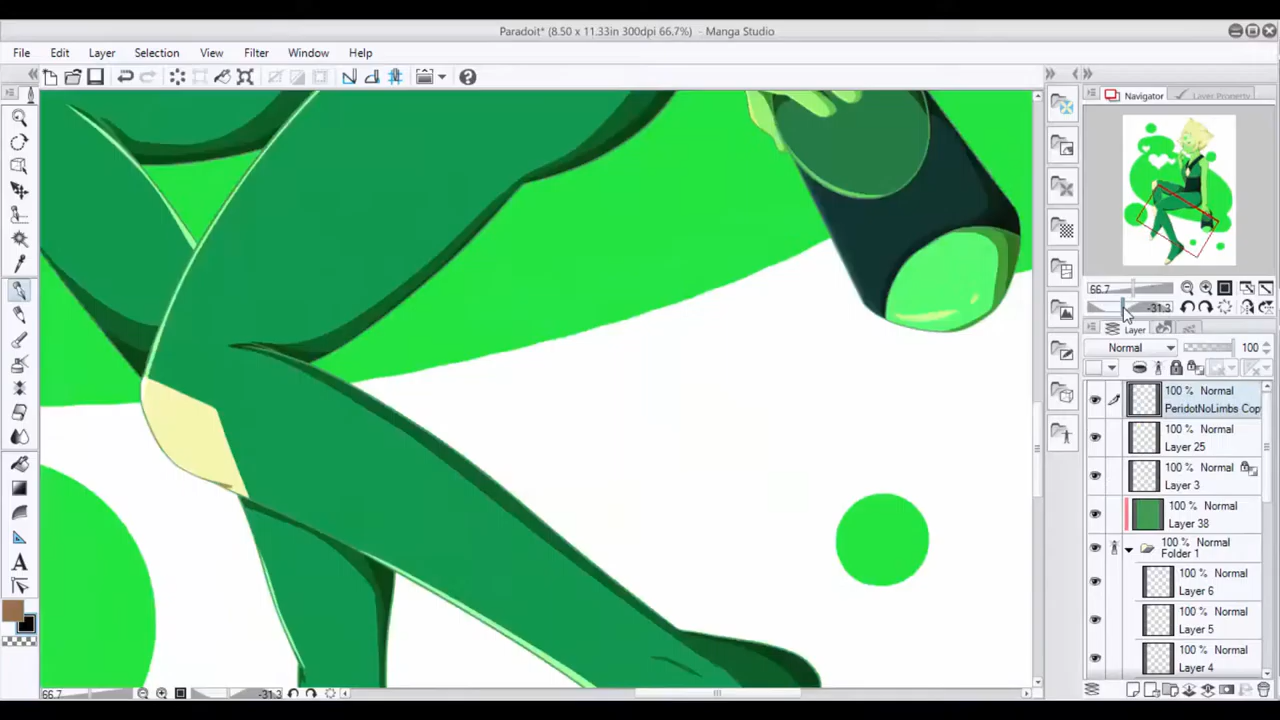 Paradoit* (8.50 x 11.33in 300dpi 66.7%) - Manga Studio
File Edit Layer Selection View Filter Window Help
Navigator Layer Property
66.7
-31.3
Layer
Normal 100
100 % Normal
PeridotNoLimbs Cop
100 % Normal
Layer 25
100 % Normal
Layer 3
100 % Normal
Layer 38
100 % Normal
Folder 1
100 % Normal
Layer 6
100 % Normal
Layer 5
100 % Normal
Layer 4
66.7 -31.3